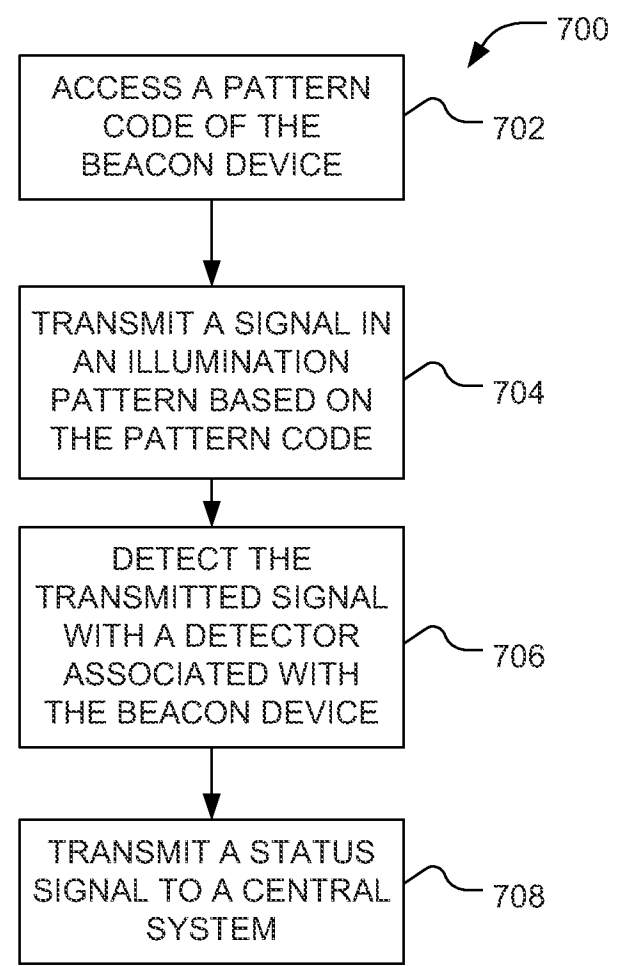 700
ACCESS A PATTERN
CODE OF THE
BEACON DEVICE
702
TRANSMIT A SIGNAL IN
AN ILLUMINATION
PATTERN BASED ON
THE PATTERN CODE
704
DETECT THE
TRANSMITTED SIGNAL
WITH A DETECTOR
ASSOCIATED WITH
THE BEACON DEVICE
706
TRANSMIT A STATUS
SIGNAL TO A CENTRAL
SYSTEM
708